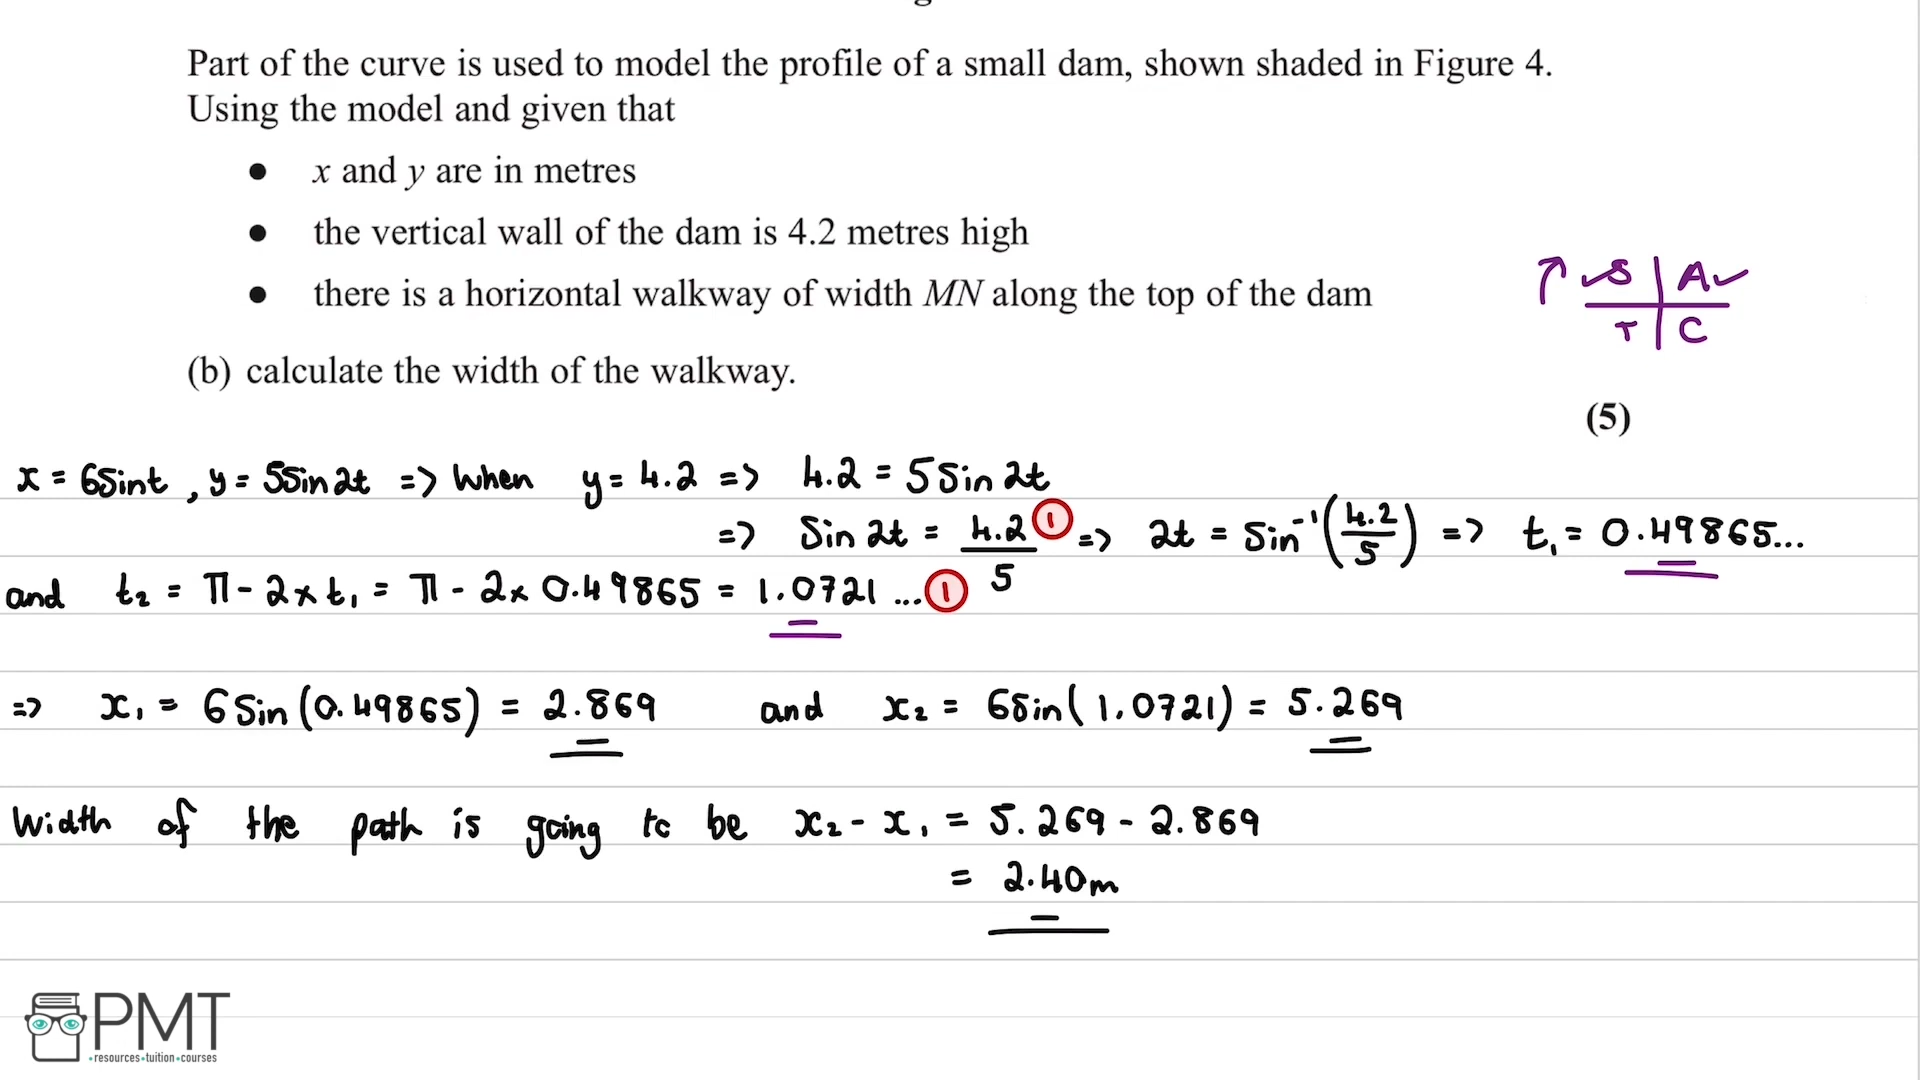 Part of the curve is used to model the profile of a small dam, shown shaded in Figure 4.
Using the model and given that
● x and y are in metres
● the vertical wall of the dam is 4.2 metres high
● there is a horizontal walkway of width MN along the top of the dam
↑ ✓S | A✓
T | C
(b) calculate the width of the walkway.
(5)
x = 6Sint , y = 5Sin2t => When y = 4.2 => 4.2 = 5Sin 2t
=> Sin 2t = 4.2/5 ① => 2t = Sin⁻¹(4.2/5) => t₁ = 0.49865...
and t₂ = π - 2×t₁ = π - 2× 0.49865 = 1.0721 ... ①
=> x₁ = 6Sin(0.49865) = 2.869 and x₂ = 6Sin(1.0721) = 5.269
Width of the path is going to be x₂ - x₁ = 5.269 - 2.869
= 2.40m
PMT
resources•tuition•courses